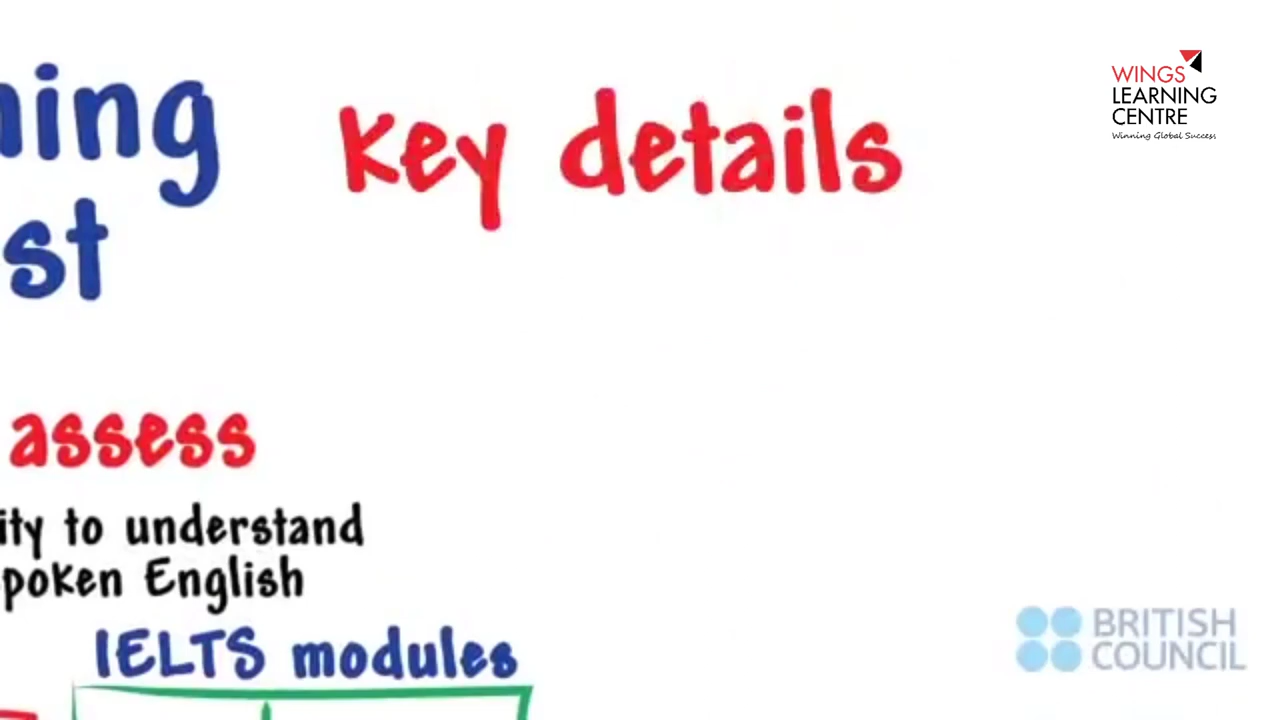 ning
st
key details
assess
ity to understand
poken English
IELTS modules
WINGS
LEARNING
CENTRE
Winning Global Success
BRITISH
COUNCIL